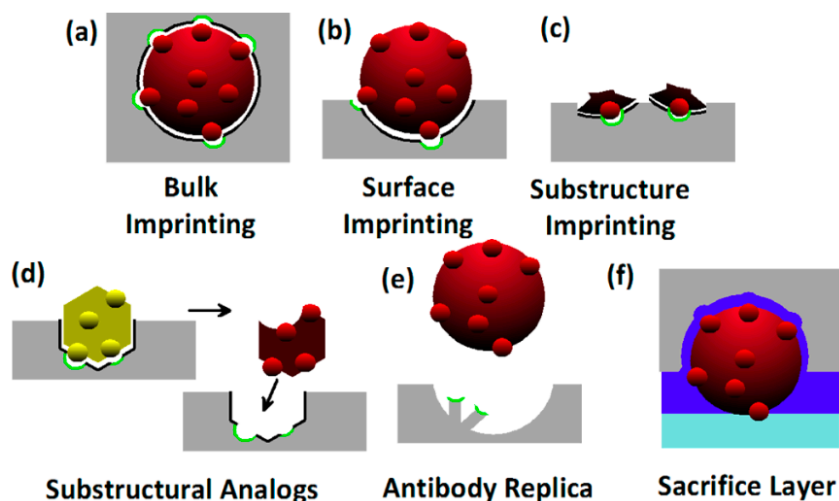 (a)
(b)
(c)
Bulk
Imprinting
Surface
Imprinting
Substructure
Imprinting
(d)
(e)
(f)
Substructural Analogs
Antibody Replica
Sacrifice Layer